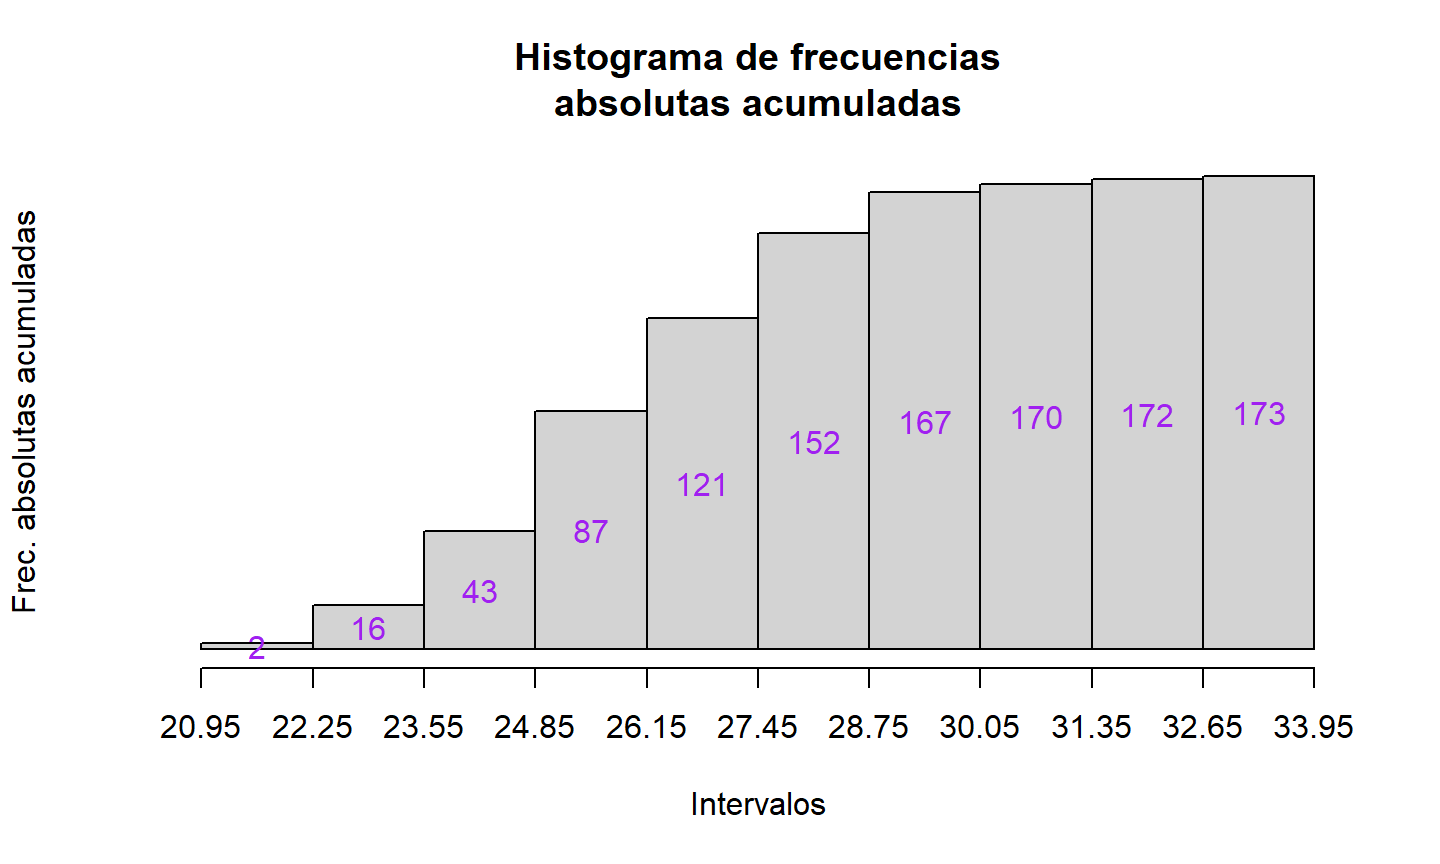 Histograma de frecuencias
absolutas acumuladas
Frec. absolutas acumuladas
2
16
43
87
121
152
167
170
172
173
20.95 22.25 23.55 24.85 26.15 27.45 28.75 30.05 31.35 32.65 33.95
Intervalos